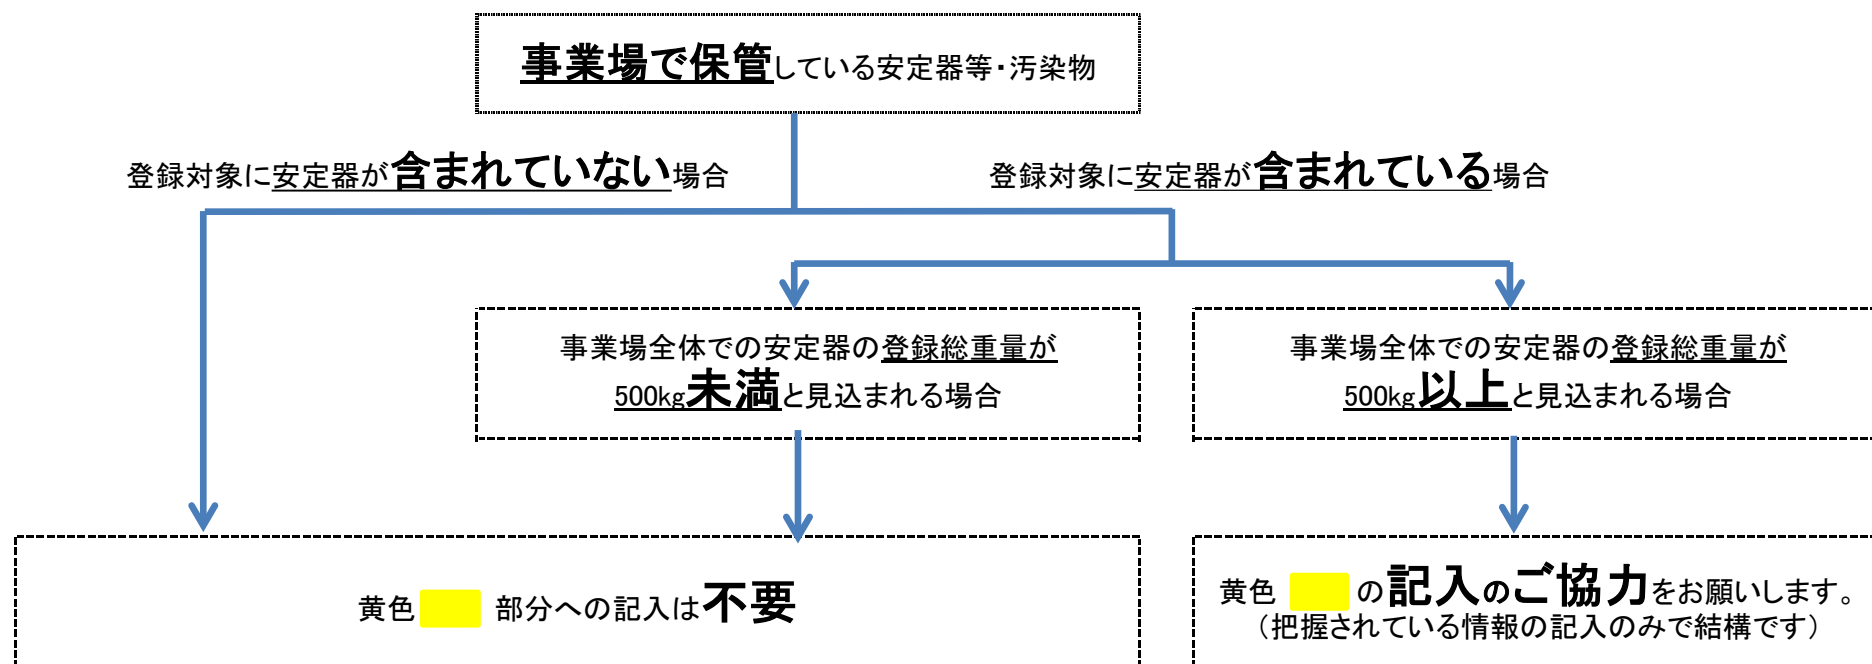 事業場で保管している安定器等・汚染物
登録対象に安定器が含まれていない場合
登録対象に安定器が含まれている場合
事業場全体での安定器の登録総重量が
500kg未満と見込まれる場合
事業場全体での安定器の登録総重量が
500kg以上と見込まれる場合
黄色 部分への記入は不要
黄色 の記入のご協力をお願いします。
（把握されている情報の記入のみで結構です）